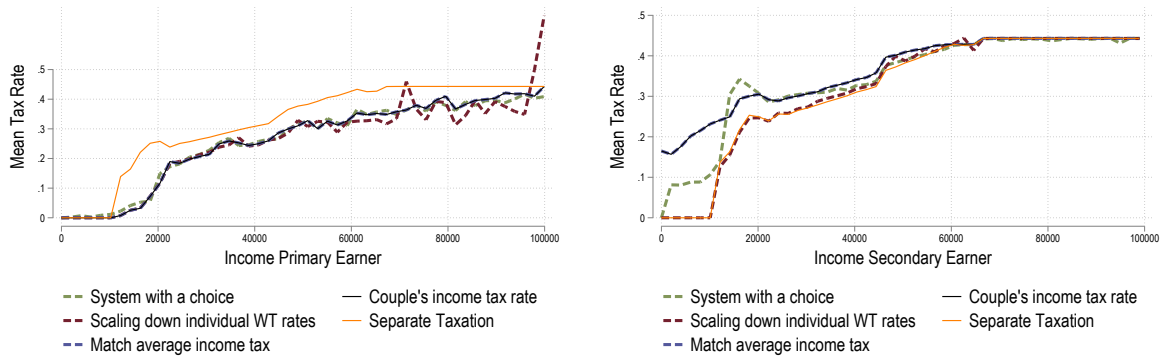 Mean Tax Rate
.5
.4
.3
.2
.1
0
0 20000 40000 60000 80000 100000
Income Primary Earner
System with a choice
Couple's income tax rate
Scaling down individual WT rates
Separate Taxation
Match average income tax
Mean Tax Rate
.5
.4
.3
.2
.1
0
0 20000 40000 60000 80000 100000
Income Secondary Earner
System with a choice
Couple's income tax rate
Scaling down individual WT rates
Separate Taxation
Match average income tax